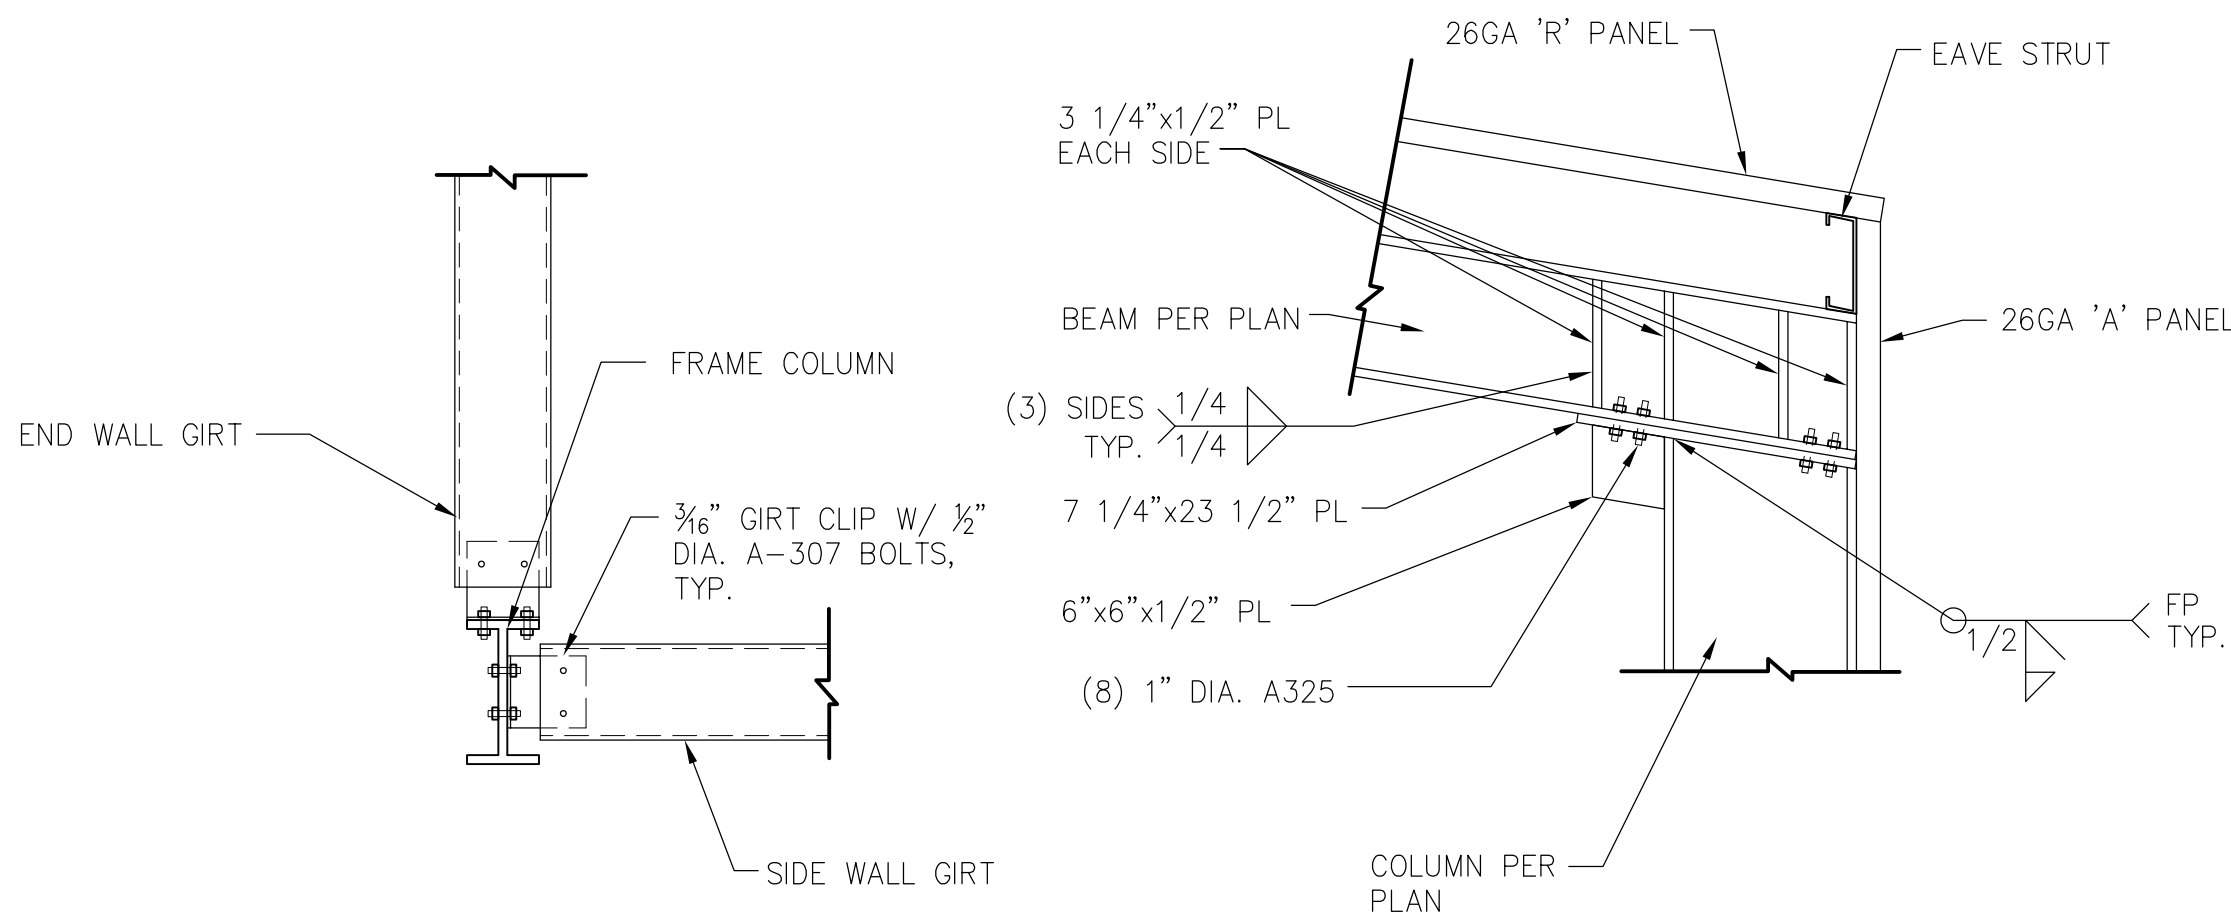 END WALL GIRT
FRAME COLUMN
3/16” GIRT CLIP W/ 1/2”
DIA. A-307 BOLTS,
TYP.
SIDE WALL GIRT
26GA 'R' PANEL
EAVE STRUT
3 1/4”x1/2” PL
EACH SIDE
BEAM PER PLAN
26GA 'A' PANEL
(3) SIDES
TYP.
1/4
1/4
7 1/4”x23 1/2” PL
6”x6”x1/2” PL
(8) 1” DIA. A325
1/2
FP
TYP.
COLUMN PER
PLAN